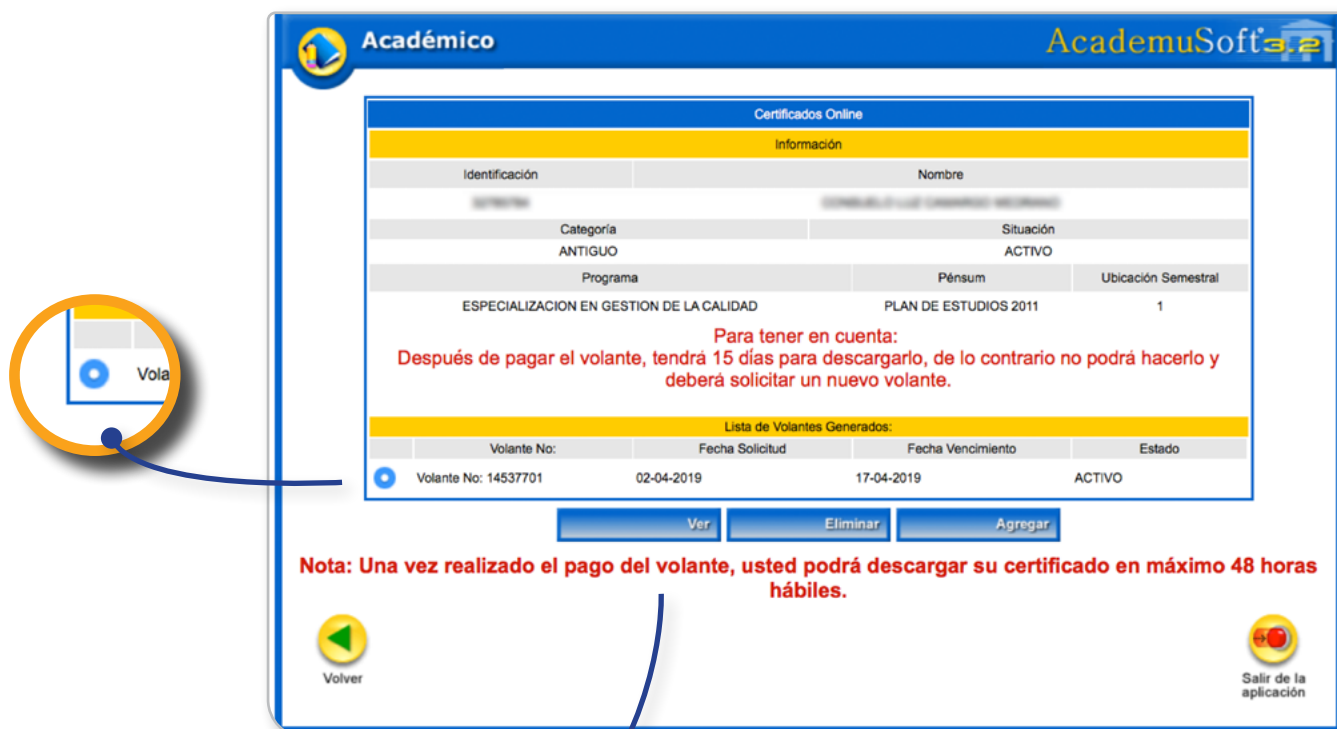 Académico
AcademuSoft 3.2
Certificados Online
Información
Identificación Nombre
Categoría Situación
ANTIGUO ACTIVO
Programa Pénsum Ubicación Semestral
ESPECIALIZACION EN GESTION DE LA CALIDAD PLAN DE ESTUDIOS 2011 1
Para tener en cuenta:
Después de pagar el volante, tendrá 15 días para descargarlo, de lo contrario no podrá hacerlo y
deberá solicitar un nuevo volante.
Lista de Volantes Generados:
Volante No: Fecha Solicitud Fecha Vencimiento Estado
Volante No: 14537701 02-04-2019 17-04-2019 ACTIVO
Vola
Ver Eliminar Agregar
Nota: Una vez realizado el pago del volante, usted podrá descargar su certificado en máximo 48 horas
hábiles.
Volver
Salir de la
aplicación